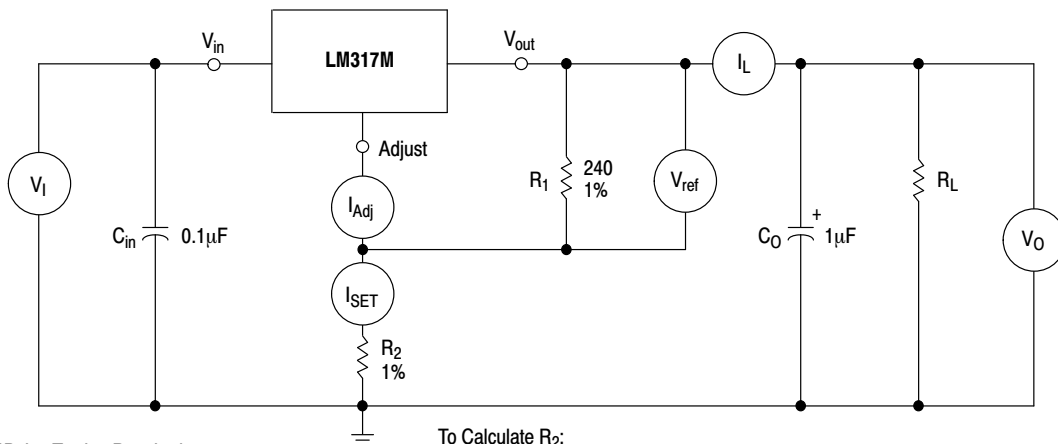 V_in
LM317M
V_out
I_L
Adjust
V_I
C_in
0.1μF
I_Adj
R_1
240
1%
V_ref
C_O
+
1μF
R_L
V_O
I_SET
R_2
1%
To Calculate R_2: